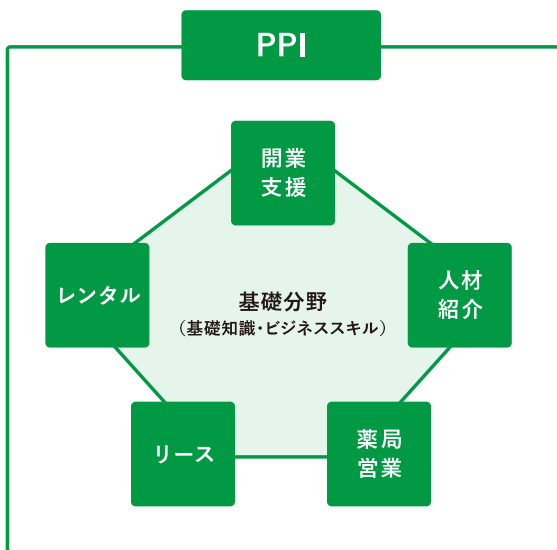 PPI
開業
支援
レンタル
人材
紹介
基礎分野
（基礎知識・ビジネススキル）
リース
薬局
営業